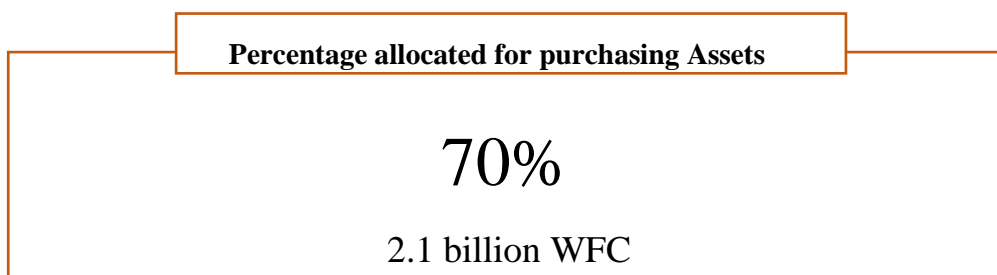 Percentage allocated for purchasing Assets
70%
2.1 billion WFC